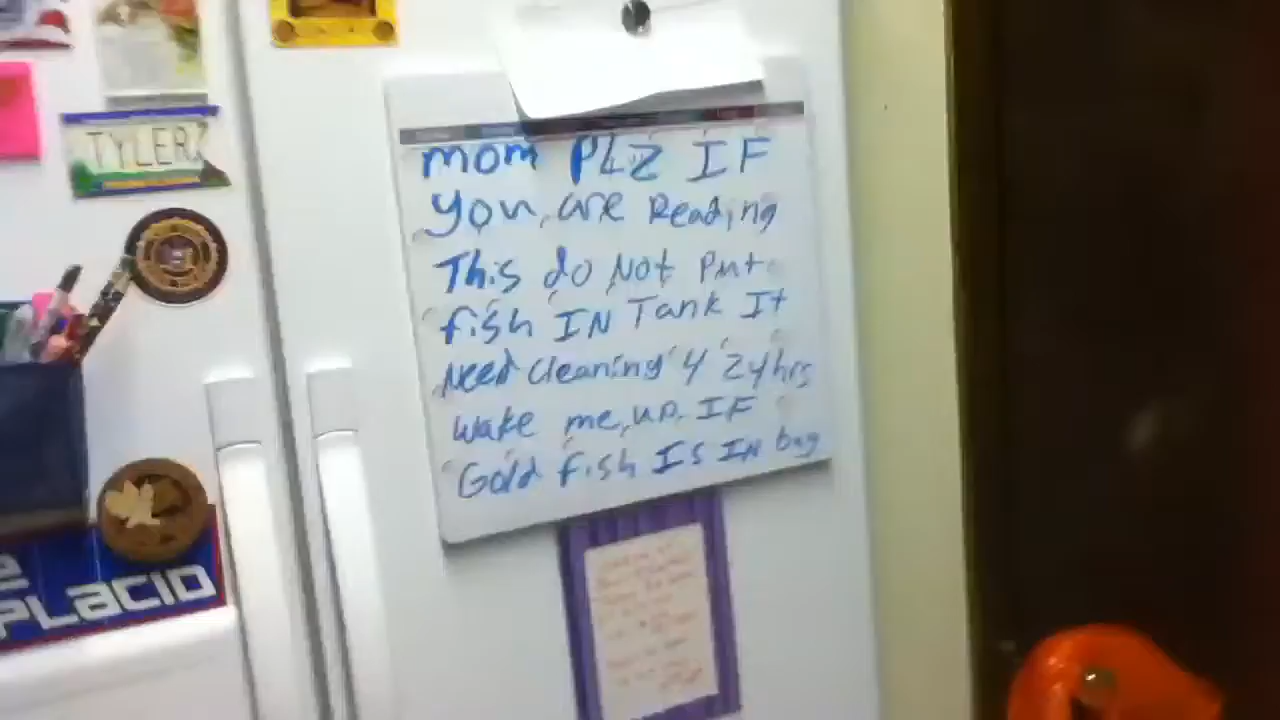 TYLER
mom PLZ IF
you are Reading
This do Not Put
fish IN Tank It
Need Cleaning 4 24hrs
Wake me up IF
Gold fish Is IN bag
PLACID